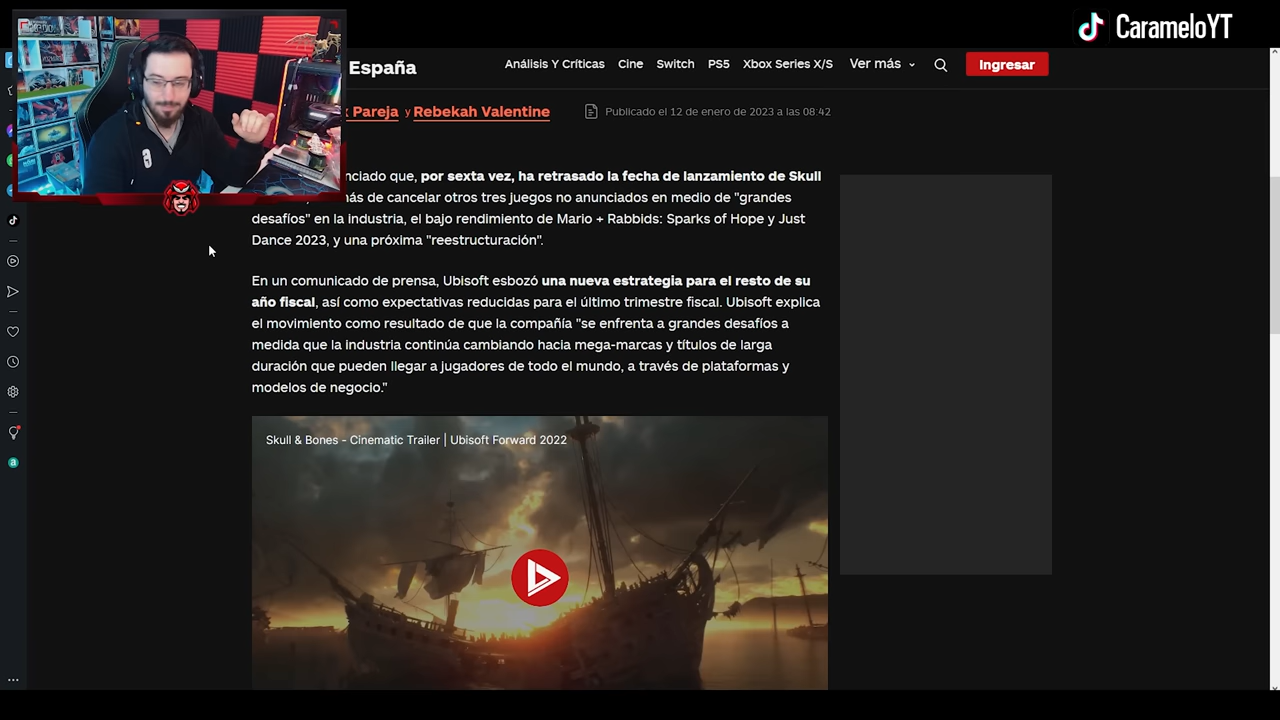 CarameloYT
España
Análisis Y Críticas
Cine
Switch
PS5
Xbox Series X/S
Ver más
Ingresar
Pareja y Rebekah Valentine
Publicado el 12 de enero de 2023 a las 08:42
nciado que, por sexta vez, ha retrasado la fecha de lanzamiento de Skull
ás de cancelar otros tres juegos no anunciados en medio de "grandes
desafíos" en la industria, el bajo rendimiento de Mario + Rabbids: Sparks of Hope y Just
Dance 2023, y una próxima "reestructuración".
En un comunicado de prensa, Ubisoft esbozó una nueva estrategia para el resto de su
año fiscal, así como expectativas reducidas para el último trimestre fiscal. Ubisoft explica
el movimiento como resultado de que la compañía "se enfrenta a grandes desafíos a
medida que la industria continúa cambiando hacia mega-marcas y títulos de larga
duración que pueden llegar a jugadores de todo el mundo, a través de plataformas y
modelos de negocio."
Skull & Bones - Cinematic Trailer | Ubisoft Forward 2022